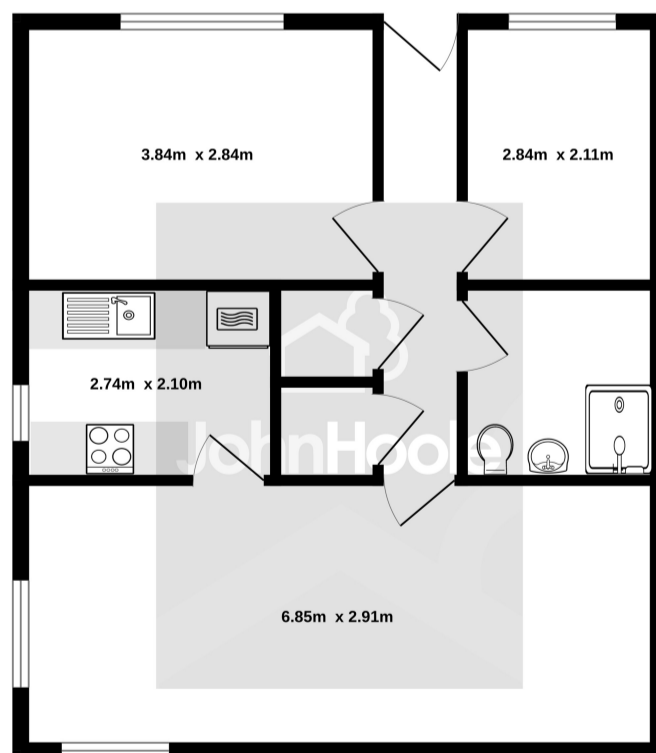 3.84m x 2.84m
2.84m x 2.11m
2.74m x 2.10m
JohnHoole
6.85m x 2.91m